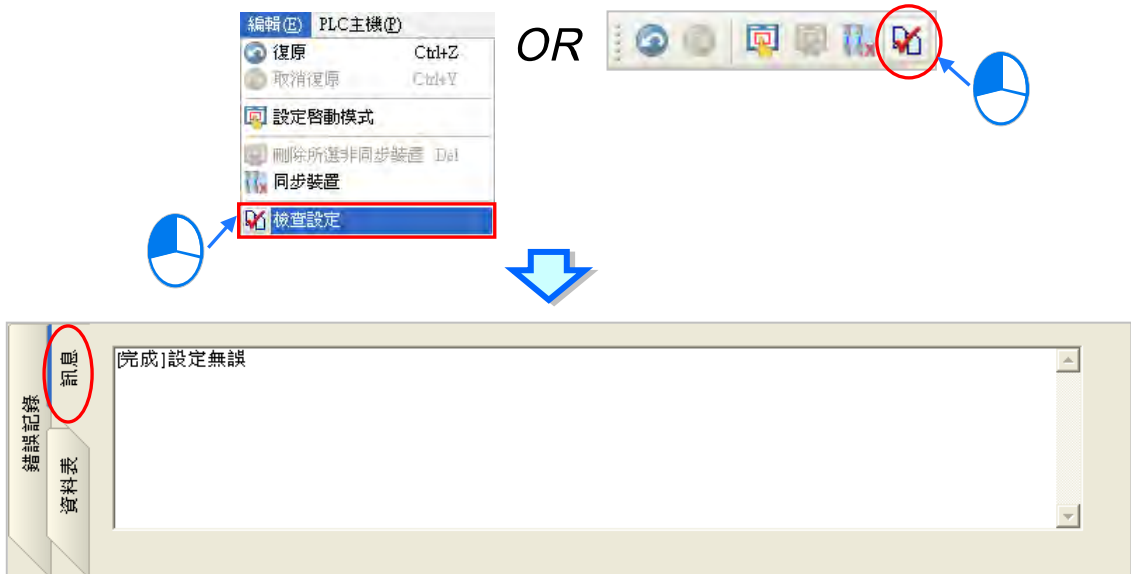 編輯(E) PLC主機(P)
復原 Ctrl+Z
取消復原 Ctrl+Y
設定啓動模式
刪除所選非同步裝置 Del
同步裝置
檢查設定
OR
[完成]設定無誤
訊息
錯誤記錄
資料表